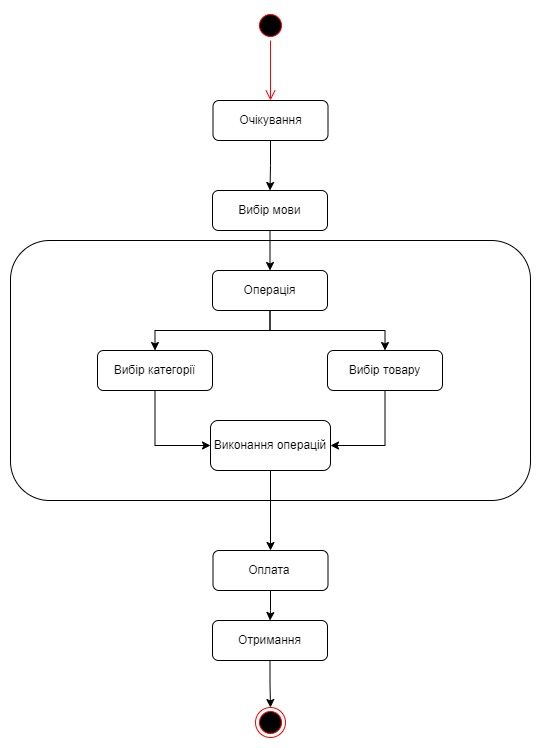 Очікування
Вибір мови
Операція
Вибір категорії
Вибір товару
Виконання операцій
Оплата
Отримання